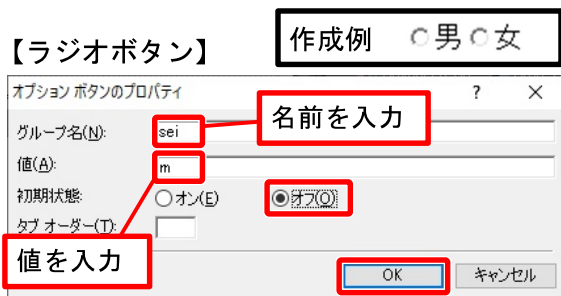 【ラジオボタン】
作成例 ○男○女
オプション ボタンのプロパティ ? ×
グループ名(N): sei
名前を入力
値(A): m
初期状態: ○オン(E) ◉オフ(O)
タブ オーダー(T):
値を入力
OK キャンセル